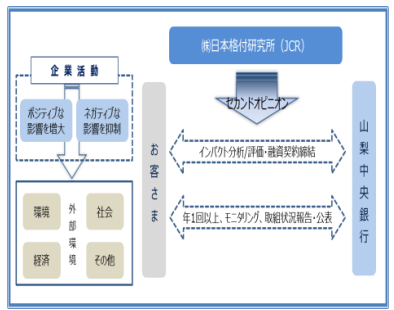 ㈱日本格付研究所（JCR）
企業活動
セカンドオピニオン
ポジティブな
影響を増大
ネガティブな
影響を抑制
お客さま
山梨中央銀行
インパクト分析/評価・融資契約締結
環境
外部環境
社会
年1回以上、モニタリング、取組状況報告・公表
経済
その他